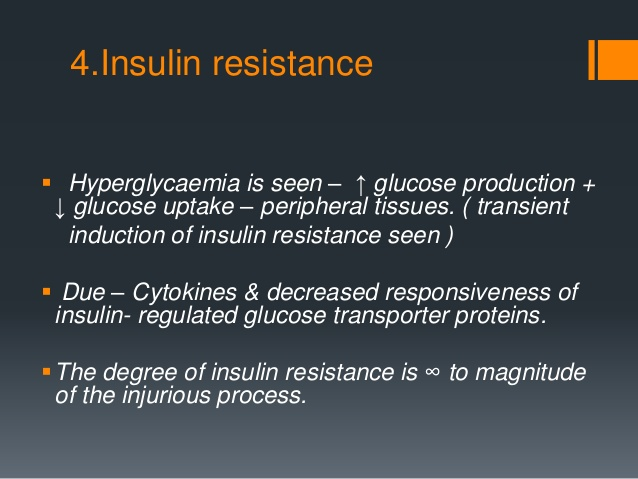 4.Insulin resistance
▪ Hyperglycaemia is seen – ↑ glucose production +
↓ glucose uptake – peripheral tissues. ( transient
induction of insulin resistance seen )
▪ Due – Cytokines & decreased responsiveness of
insulin- regulated glucose transporter proteins.
▪ The degree of insulin resistance is ∞ to magnitude
of the injurious process.